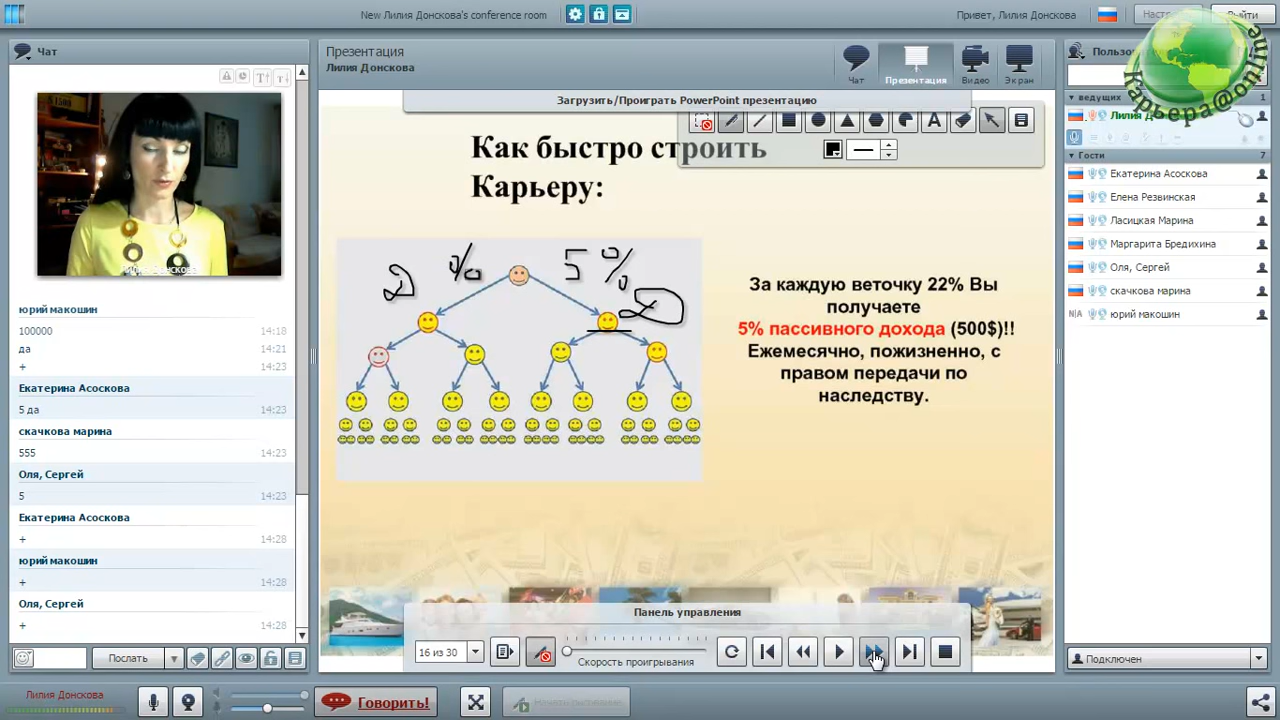 New Лилия Донскова's conference room
Привет, Лилия Донскова
Выйти
Чат
юрий макошин
100000 14:18
да 14:21
+ 14:23
Екатерина Асоскова
5 да 14:23
скачкова марина
555 14:23
Оля, Сергей
5 14:23
Екатерина Асоскова
+ 14:28
юрий макошин
+ 14:28
Оля, Сергей
+ 14:28
Послать
Лилия Донскова
Говорить!
Презентация
Лилия Донскова
Чат
Презентация
Видео
Экран
Загрузить/Проиграть PowerPoint презентацию
Как быстро строить
Карьеру:
D % 5 % D
За каждую веточку 22% Вы
получаете
5% пассивного дохода (500$)!!
Ежемесячно, пожизненно, с
правом передачи по
наследству.
Панель управления
16 из 30
Скорость проигрывания
Карьера@online
ведущих 1
Гости 7
Екатерина Асоскова
Елена Резвинская
Ласицкая Марина
Маргарита Бредихина
Оля, Сергей
скачкова марина
N/A юрий макошин
Подключен